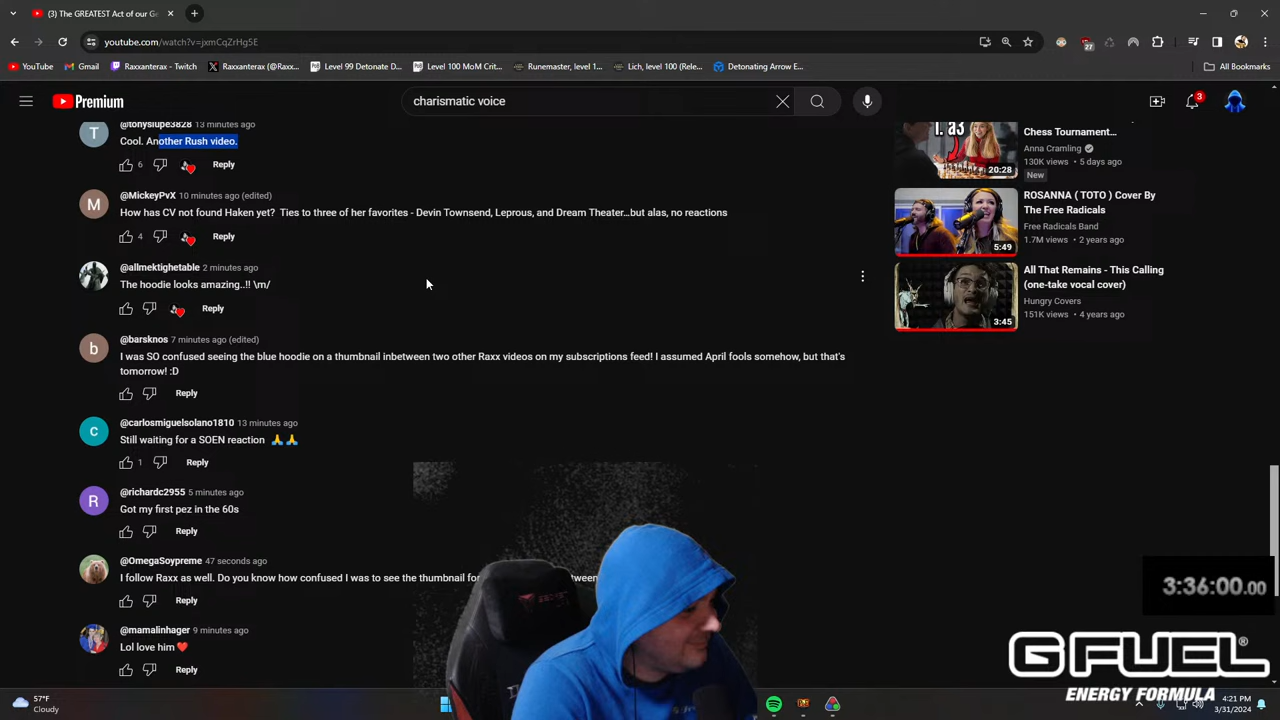 (3) The GREATEST Act of our Ge
youtube.com/watch?v=jxmCqZrHg5E
YouTube
Gmail
Raxxanterax - Twitch
Raxxanterax (@Raxx...
Level 99 Detonate D...
Level 100 MoM Crit...
Runemaster, level 1...
Lich, level 100 (Rele...
Detonating Arrow E...
All Bookmarks
27
Premium
charismatic voice
3
T
@tonyslupe3828 13 minutes ago
Cool. Another Rush video.
6 Reply
M
@MickeyPvX 10 minutes ago (edited)
How has CV not found Haken yet? Ties to three of her favorites - Devin Townsend, Leprous, and Dream Theater...but alas, no reactions
4 Reply
@allmektighetable 2 minutes ago
The hoodie looks amazing..!! \m/
Reply
b
@barsknos 7 minutes ago (edited)
I was SO confused seeing the blue hoodie on a thumbnail inbetween two other Raxx videos on my subscriptions feed! I assumed April fools somehow, but that's
tomorrow! :D
Reply
C
@carlosmiguelsolano1810 13 minutes ago
Still waiting for a SOEN reaction 🙏🙏
1 Reply
R
@richardc2955 5 minutes ago
Got my first pez in the 60s
Reply
@OmegaSoypreme 47 seconds ago
I follow Raxx as well. Do you know how confused I was to see the thumbnail fo
Reply
@mamalinhager 9 minutes ago
Lol love him❤️
Reply
1. a3
20:28
Chess Tournament...
Anna Cramling
130K views • 5 days ago
New
5:49
ROSANNA ( TOTO ) Cover By
The Free Radicals
Free Radicals Band
1.7M views • 2 years ago
3:45
All That Remains - This Calling
(one-take vocal cover)
Hungry Covers
151K views • 4 years ago
3:36:00.00
G FUEL®
ENERGY FORMULA
57°F
Cloudy
4:21 PM
3/31/2024